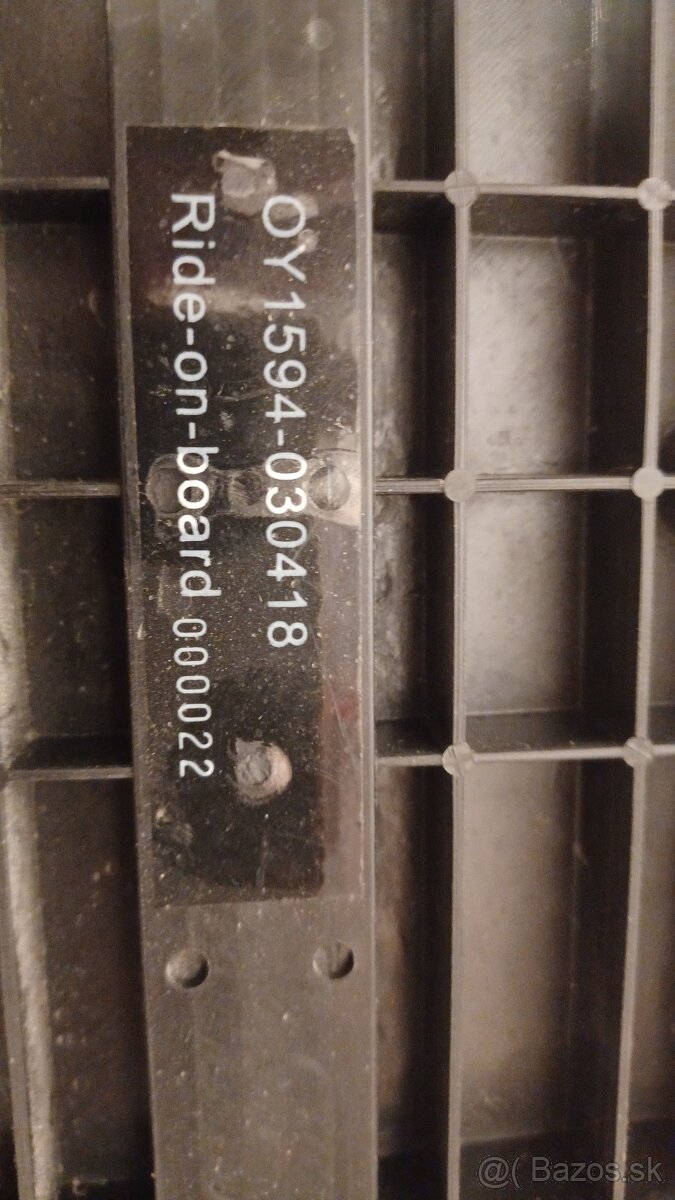 OY1594-030418
Ride-on-board 000022
@( Bazos.sk